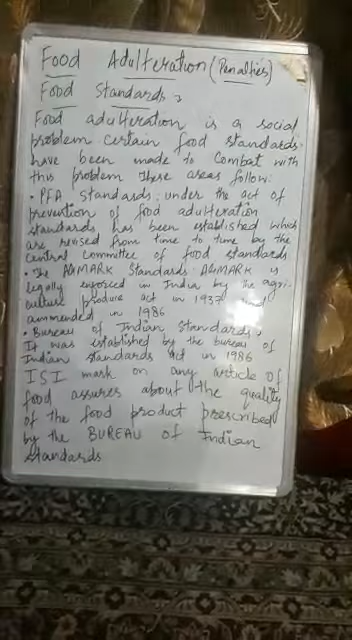 Food Adulteration (Penalties)
Food Standards,
Food adulteration is a social
problem certain food standards
have been made to combat with
this problem These areas follow:
• PFA standards: under the act of
prevention of food adulteration
standards has been established which
are revised from time to time by the
central committee of food standards
• The AGMARK Standards AGMARK is
legally enforced in India by the agri-
culture produce act in 1937 and
ammended in 1986
• Bureau of Indian Standards,
It was established by the bureau of
Indian standards act in 1986
ISI mark on any article of
food assures about the quality
of the food product prescribed
by the BUREAU of Indian
standards